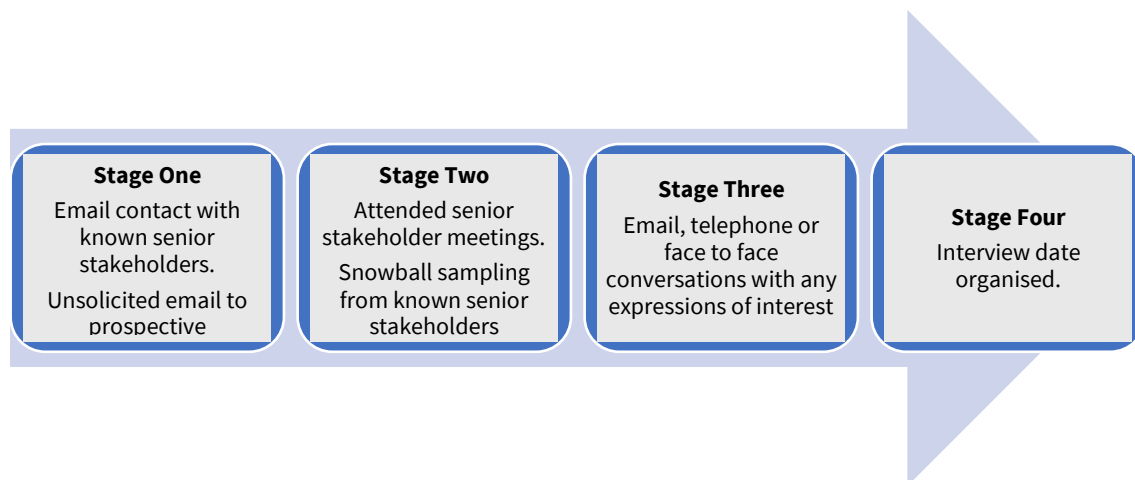 Stage One
Email contact with
known senior
stakeholders.
Unsolicited email to
prospective
Stage Two
Attended senior
stakeholder meetings.
Snowball sampling
from known senior
stakeholders
Stage Three
Email, telephone or
face to face
conversations with any
expressions of interest
Stage Four
Interview date
organised.